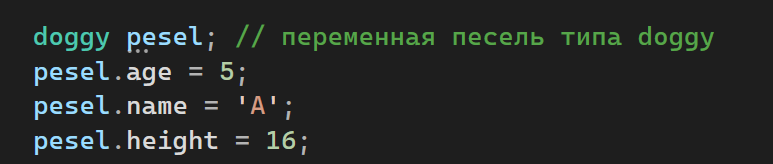 doggy pesel; // переменная песель типа doggy
pesel.age = 5;
pesel.name = 'A';
pesel.height = 16;